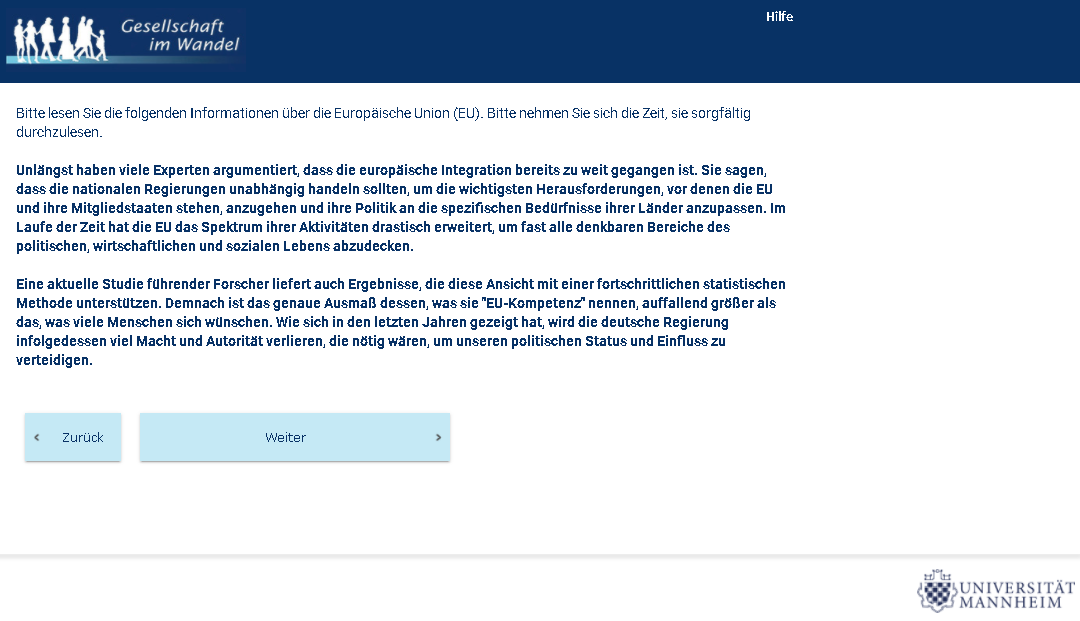 Gesellschaft
im Wandel
Hilfe
Bitte lesen Sie die folgenden Informationen über die Europäische Union (EU). Bitte nehmen Sie sich die Zeit, sie sorgfältig
durchzulesen.
Unlängst haben viele Experten argumentiert, dass die europäische Integration bereits zu weit gegangen ist. Sie sagen,
dass die nationalen Regierungen unabhängig handeln sollten, um die wichtigsten Herausforderungen, vor denen die EU
und ihre Mitgliedstaaten stehen, anzugehen und ihre Politik an die spezifischen Bedürfnisse ihrer Länder anzupassen. Im
Laufe der Zeit hat die EU das Spektrum ihrer Aktivitäten drastisch erweitert, um fast alle denkbaren Bereiche des
politischen, wirtschaftlichen und sozialen Lebens abzudecken.
Eine aktuelle Studie führender Forscher liefert auch Ergebnisse, die diese Ansicht mit einer fortschrittlichen statistischen
Methode unterstützen. Demnach ist das genaue Ausmaß dessen, was sie "EU-Kompetenz" nennen, auffallend größer als
das, was viele Menschen sich wünschen. Wie sich in den letzten Jahren gezeigt hat, wird die deutsche Regierung
infolgedessen viel Macht und Autorität verlieren, die nötig wären, um unseren politischen Status und Einfluss zu
verteidigen.
Zurück
Weiter
UNIVERSITÄT
MANNHEIM